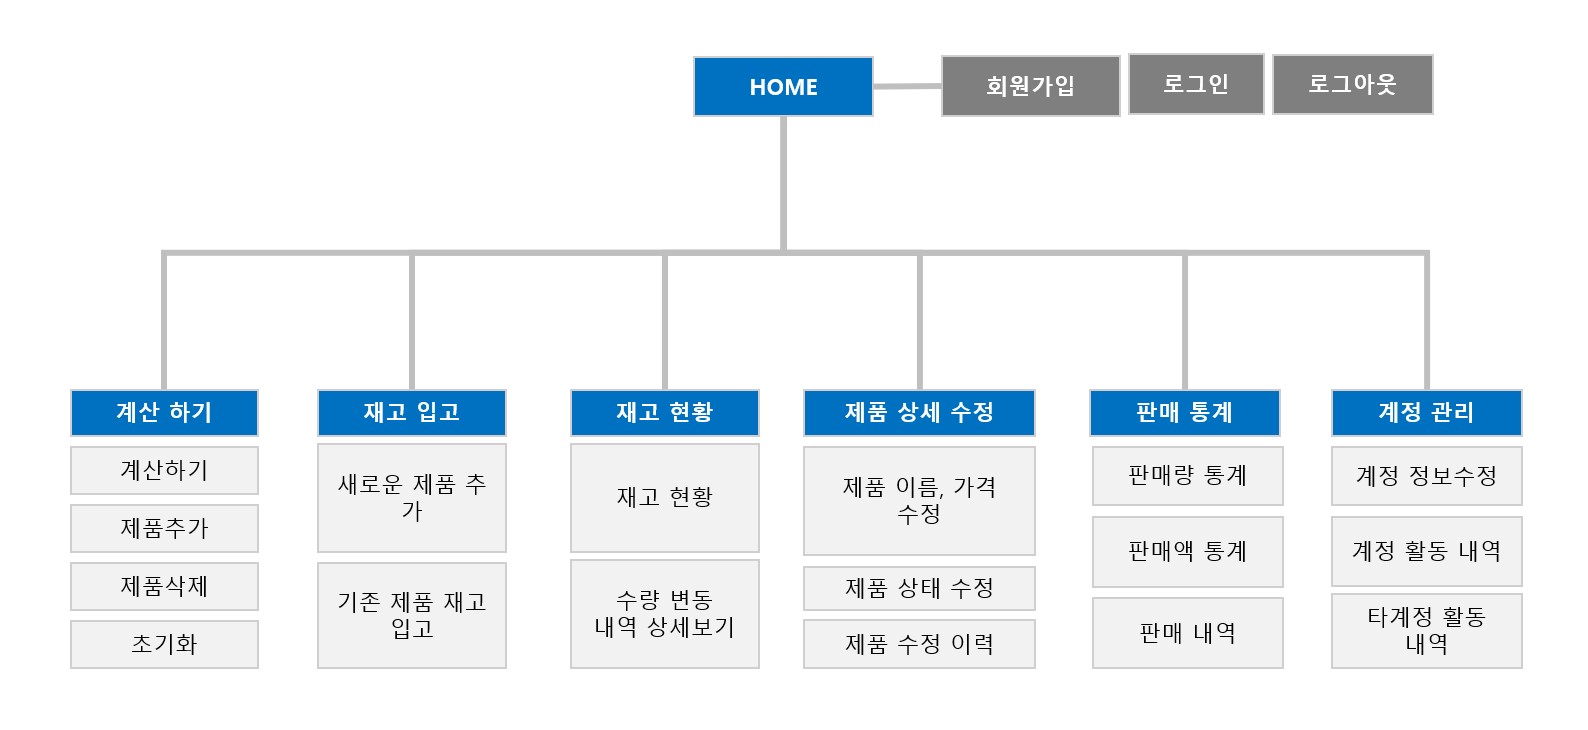 HOME
회원가입
로그인
로그아웃
계산 하기
계산하기
제품추가
제품삭제
초기화
재고 입고
새로운 제품 추
가
기존 제품 재고
입고
재고 현황
재고 현황
수량 변동
내역 상세보기
제품 상세 수정
제품 이름, 가격
수정
제품 상태 수정
제품 수정 이력
판매 통계
판매량 통계
판매액 통계
판매 내역
계정 관리
계정 정보수정
계정 활동 내역
타계정 활동
내역